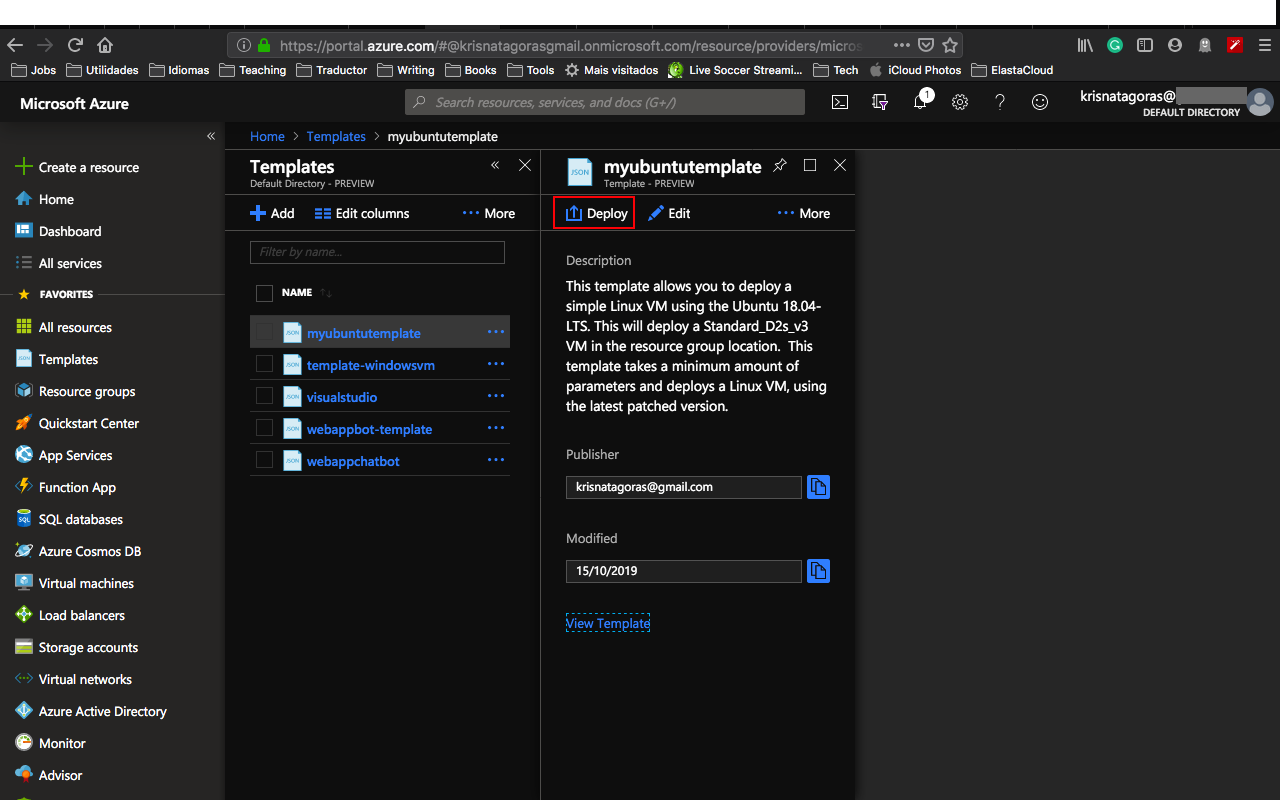 https://portal.azure.com/#@krisnatagorasgmail.onmicrosoft.com/resource/providers/micros
Jobs Utilidades Idiomas Teaching Traductor Writing Books Tools Mais visitados Live Soccer Streami... Tech iCloud Photos ElastaCloud
Microsoft Azure
Search resources, services, and docs (G+/)
1
krisnatagoras@
DEFAULT DIRECTORY
Create a resource
Home
Dashboard
All services
FAVORITES
All resources
Templates
Resource groups
Quickstart Center
App Services
Function App
SQL databases
Azure Cosmos DB
Virtual machines
Load balancers
Storage accounts
Virtual networks
Azure Active Directory
Monitor
Advisor
Home > Templates > myubuntutemplate
Templates
Default Directory - PREVIEW
Add Edit columns ... More
Filter by name...
NAME
myubuntutemplate
template-windowsvm
visualstudio
webappbot-template
webappchatbot
JSON
myubuntutemplate
Template - PREVIEW
Deploy Edit ... More
Description
This template allows you to deploy a
simple Linux VM using the Ubuntu 18.04-
LTS. This will deploy a Standard_D2s_v3
VM in the resource group location.  This
template takes a minimum amount of
parameters and deploys a Linux VM, using
the latest patched version.
Publisher
krisnatagoras@gmail.com
Modified
15/10/2019
View Template